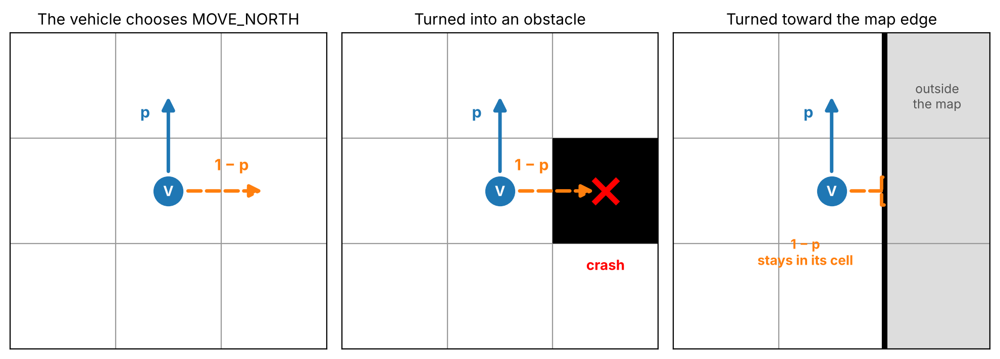 The vehicle chooses MOVE_NORTH
p
1 – p
V
Turned into an obstacle
p
1 – p
V
crash
Turned toward the map edge
outside
the map
p
V
1 – p
stays in its cell